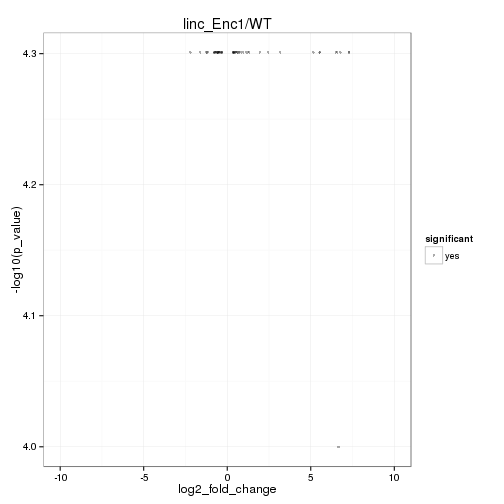 linc_Enc1/WT
4.3
4.2
4.1
4.0
-log10(p_value)
-10
-5
0
5
10
log2_fold_change
significant
yes